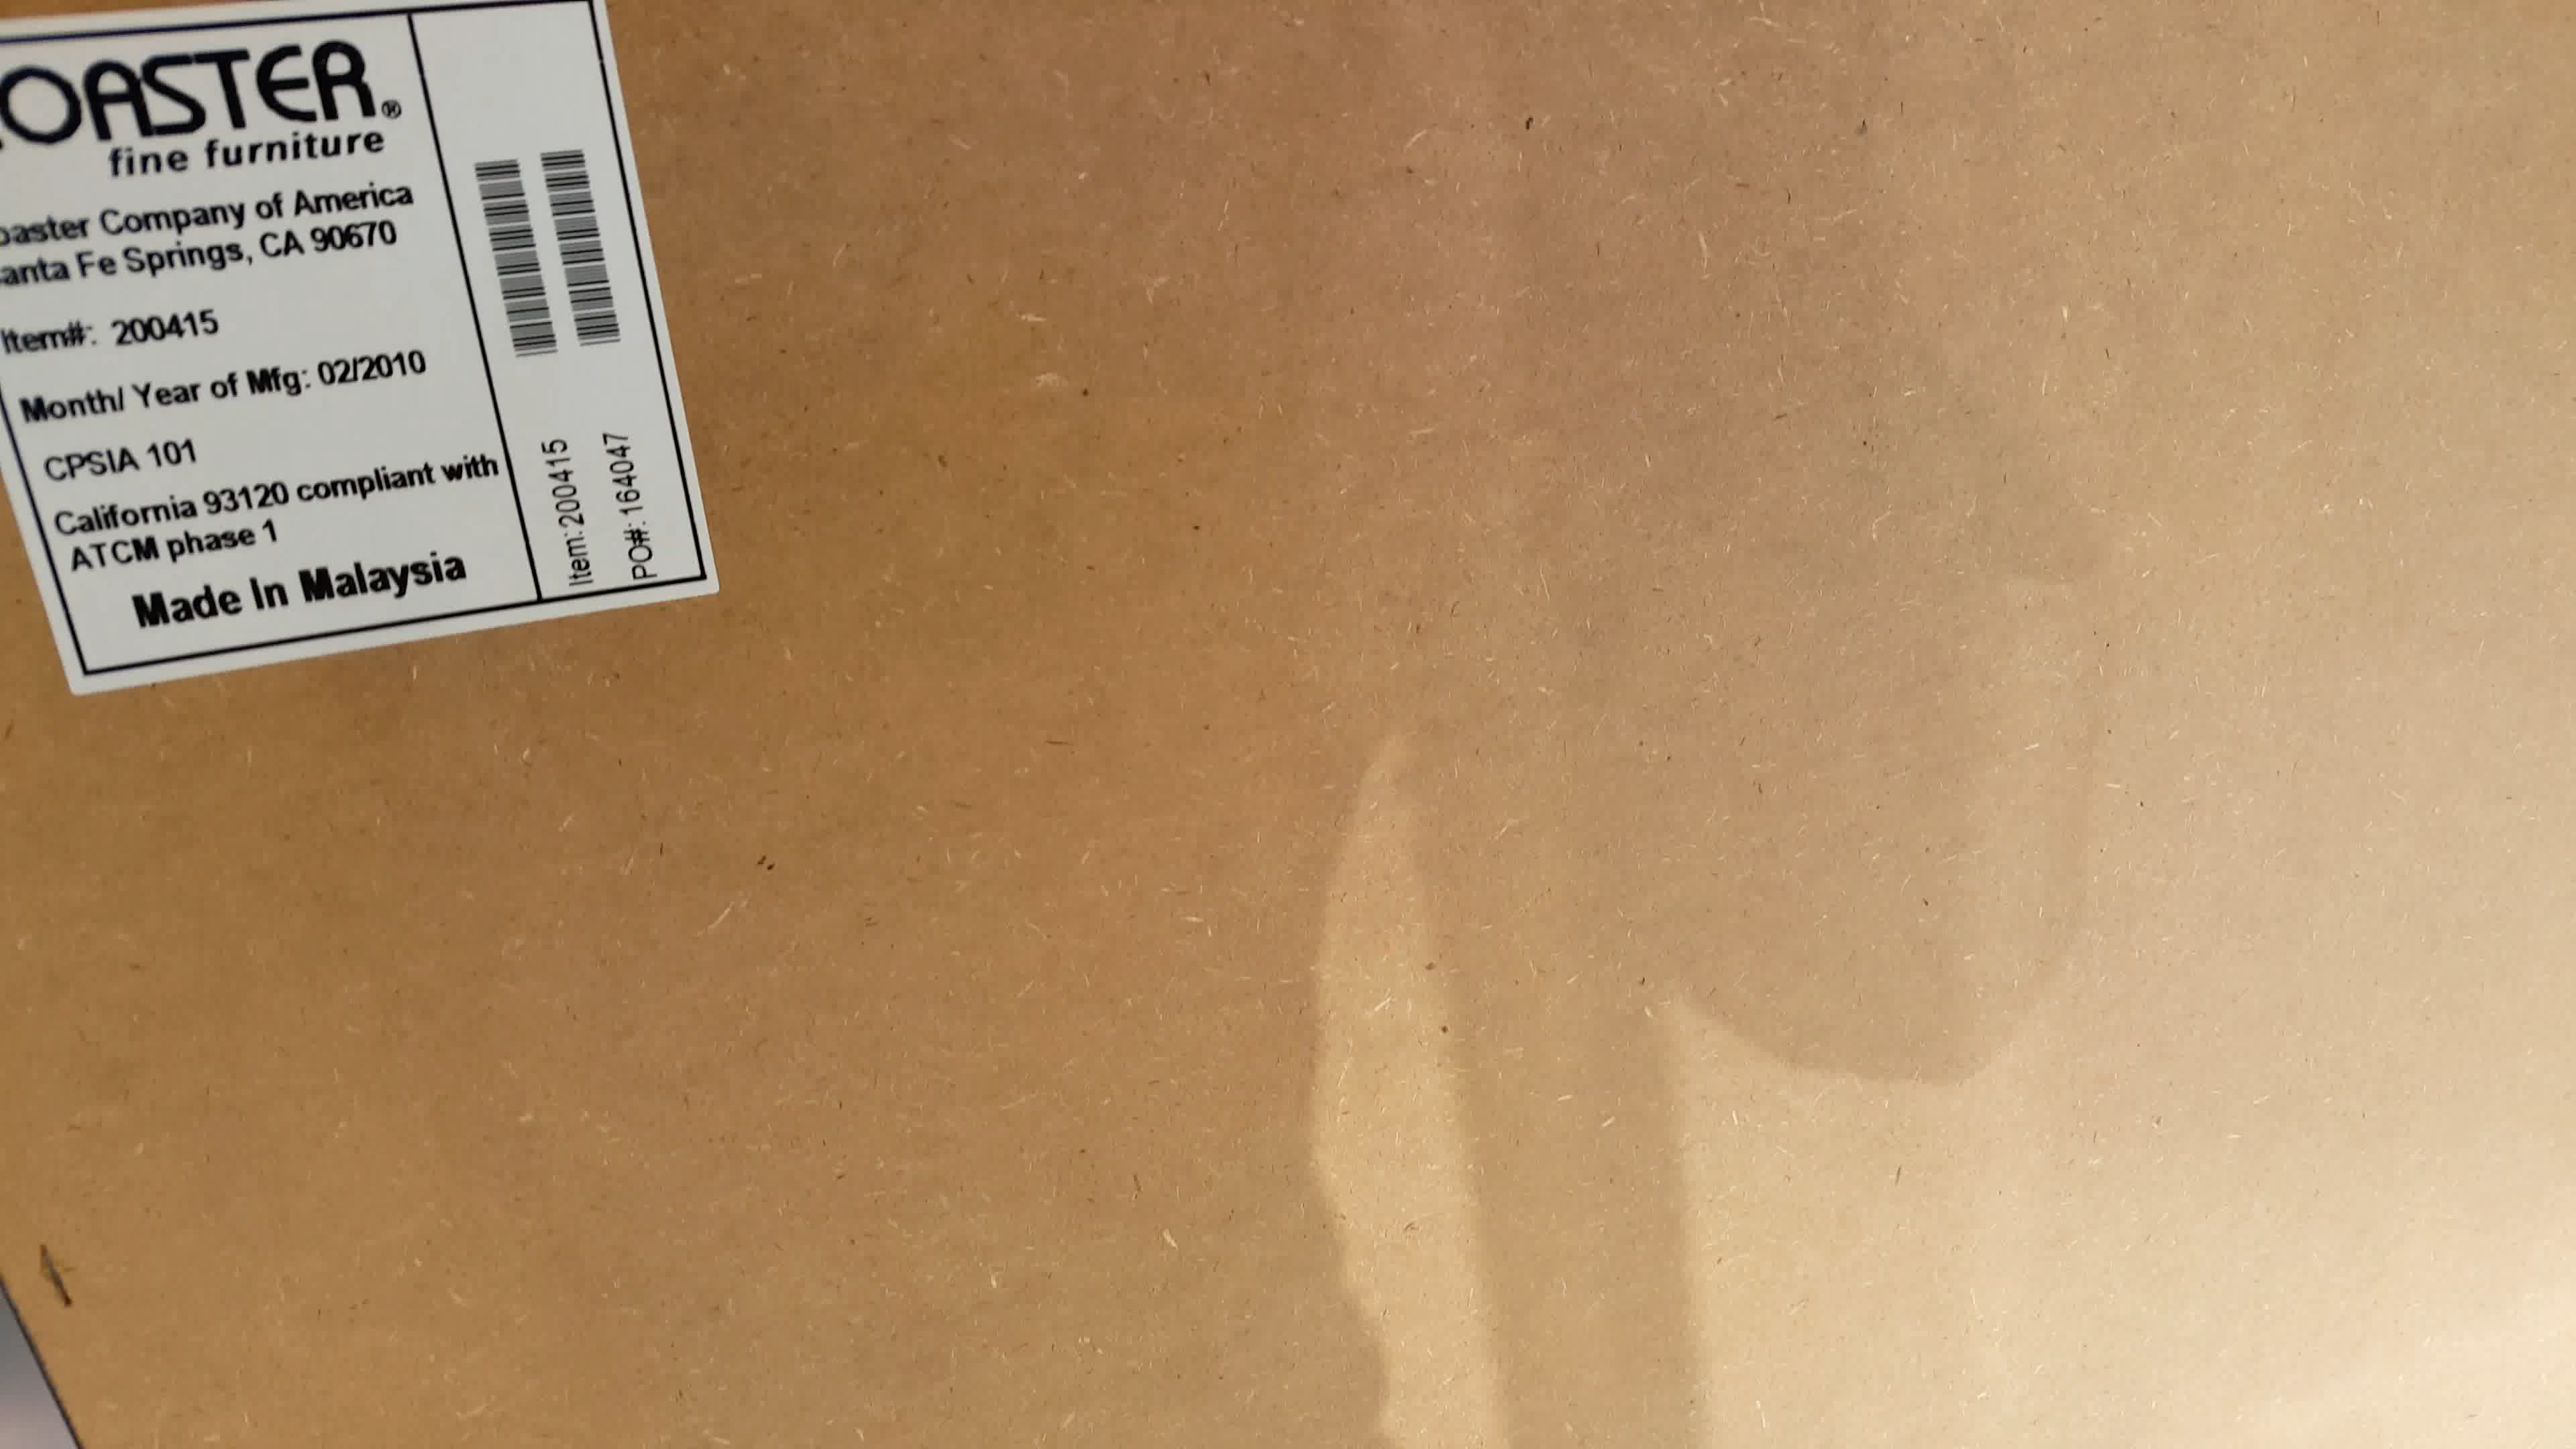 OASTER®
fine furniture
oaster Company of America
anta Fe Springs, CA 90670
Item#: 200415
Month/ Year of Mfg: 02/2010
CPSIA 101
California 93120 compliant with
ATCM phase 1
Made In Malaysia
Item:200415
PO#:164047